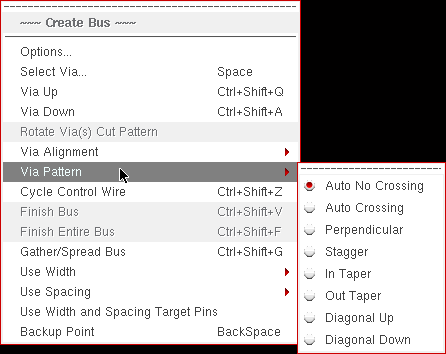 ~~~ Create Bus ~~~
Options...
Select Via... Space
Via Up Ctrl+Shift+Q
Via Down Ctrl+Shift+A
Rotate Via(s) Cut Pattern
Via Alignment
Via Pattern
Cycle Control Wire Ctrl+Shift+Z
Finish Bus Ctrl+Shift+V
Finish Entire Bus Ctrl+Shift+F
Gather/Spread Bus Ctrl+Shift+G
Use Width
Use Spacing
Use Width and Spacing Target Pins
Backup Point BackSpace
Auto No Crossing
Auto Crossing
Perpendicular
Stagger
In Taper
Out Taper
Diagonal Up
Diagonal Down